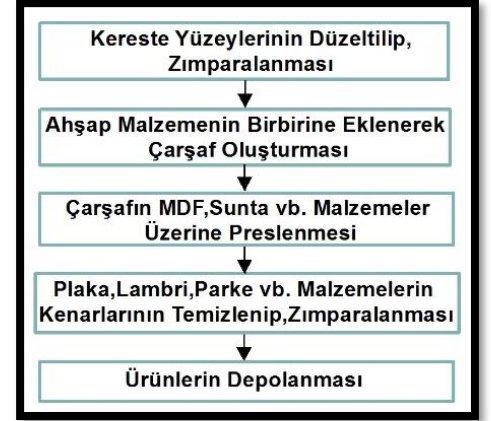 Kereste Yüzeylerinin Düzeltilip,
Zımparalanması
Ahşap Malzemenin Birbirine Eklenerek
Çarşaf Oluşturması
Çarşafın MDF,Sunta vb. Malzemeler
Üzerine Preslenmesi
Plaka,Lambri,Parke vb. Malzemelerin
Kenarlarının Temizlenip,Zımparalanması
Ürünlerin Depolanması